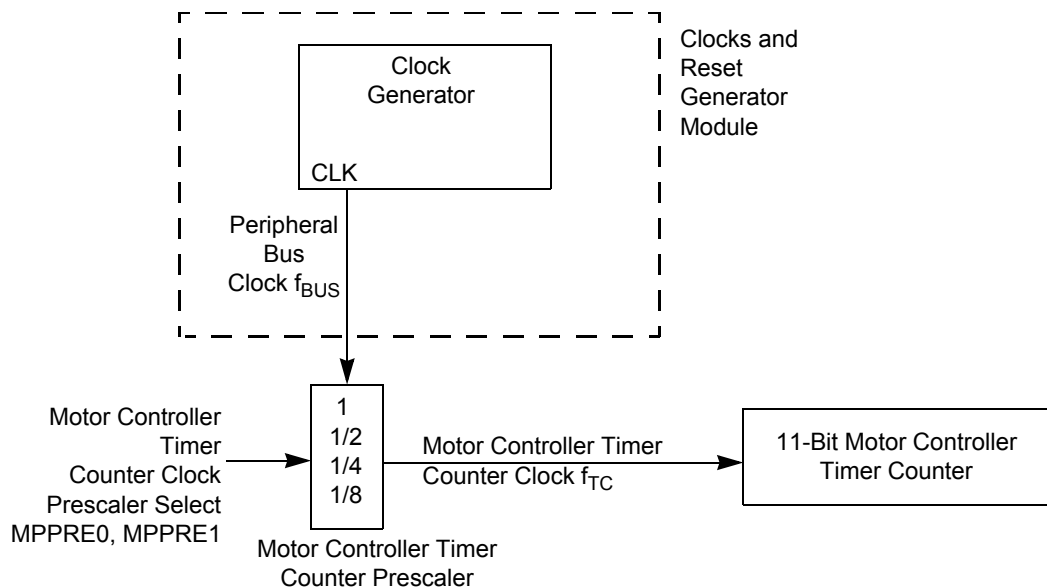 Clock
Generator
CLK
Clocks and
Reset
Generator
Module
Peripheral
Bus
Clock fBUS
Motor Controller
Timer
Counter Clock
Prescaler Select
MPPRE0, MPPRE1
1
1/2
1/4
1/8
Motor Controller Timer
Counter Prescaler
Motor Controller Timer
Counter Clock fTC
11-Bit Motor Controller
Timer Counter